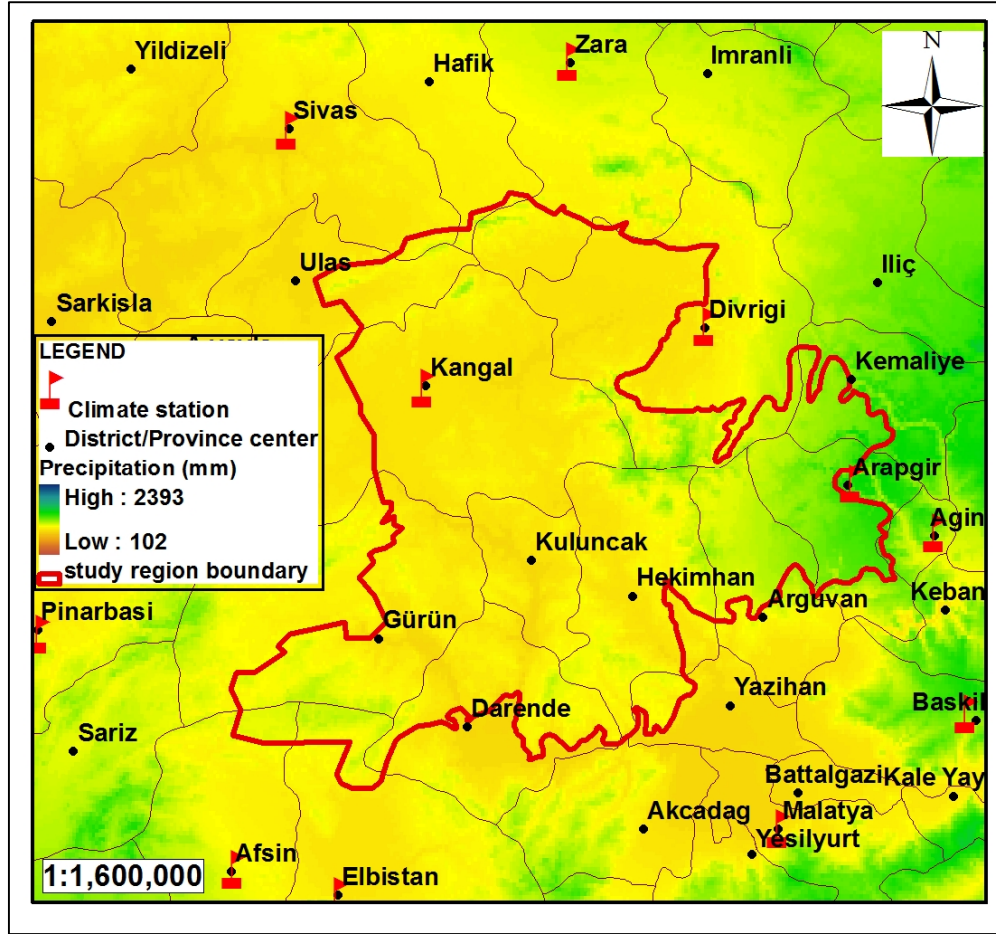 Yildizeli
Hafik
Zara
Imranli
N
Sivas
Ulas
Iliç
Sarkisla
Divrigi
LEGEND
Climate station
District/Province center
Precipitation (mm)
High : 2393
Low : 102
study region boundary
Kangal
Kemaliye
Arapgir
Agin
Kuluncak
Hekimhan
Arguvan
Keban
Pinarbasi
Gürün
Yazihan
Baskil
Darende
Sariz
Battalgazi
Kale Yay
Akcadag
Malatya
Yesilyurt
Afsin
Elbistan
1:1,600,000